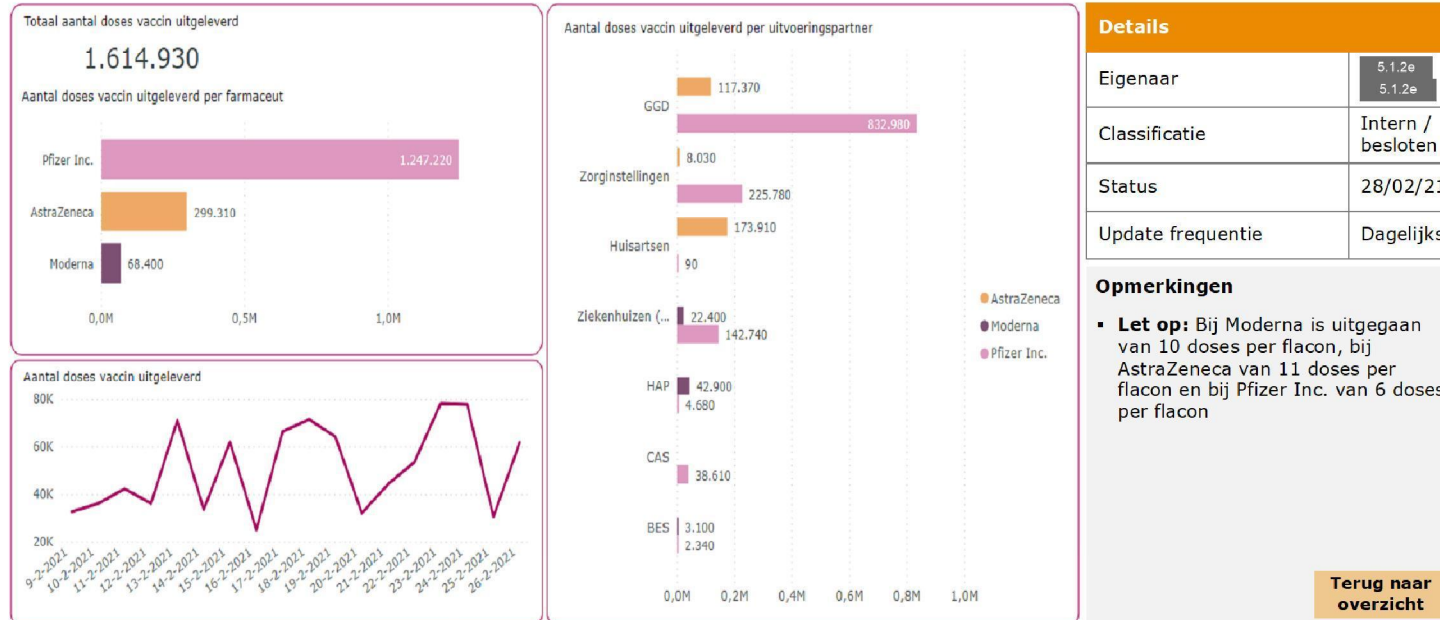 Totaal aantal doses vaccin uitgeleverd
1.614.930
Aantal doses vaccin uitgeleverd per farmaceut
Pfizer Inc.
1.247.220
AstraZeneca
299.310
Moderna
68.400
0,0M
0,5M
1,0M
Aantal doses vaccin uitgeleverd
80K
60K
40K
20K
9-2-2021
10-2-2021
11-2-2021
12-2-2021
13-2-2021
14-2-2021
15-2-2021
16-2-2021
17-2-2021
18-2-2021
19-2-2021
20-2-2021
21-2-2021
22-2-2021
23-2-2021
24-2-2021
25-2-2021
26-2-2021
Aantal doses vaccin uitgeleverd per uitvoeringspartner
GGD
117.370
832.980
Zorginstellingen
8.030
225.780
Huisartsen
173.910
90
Ziekenhuizen (...
22.400
142.740
HAP
42.900
4.680
CAS
38.610
BES
3.100
2.340
0,0M
0,2M
0,4M
0,6M
0,8M
1,0M
AstraZeneca
Moderna
Pfizer Inc.
Details
Eigenaar
5.1.2e
5.1.2e
Classificatie
Intern /
besloten
Status
28/02/21
Update frequentie
Dagelijks
Opmerkingen
▪ Let op: Bij Moderna is uitgegaan
van 10 doses per flacon, bij
AstraZeneca van 11 doses per
flacon en bij Pfizer Inc. van 6 doses
per flacon
Terug naar
overzicht